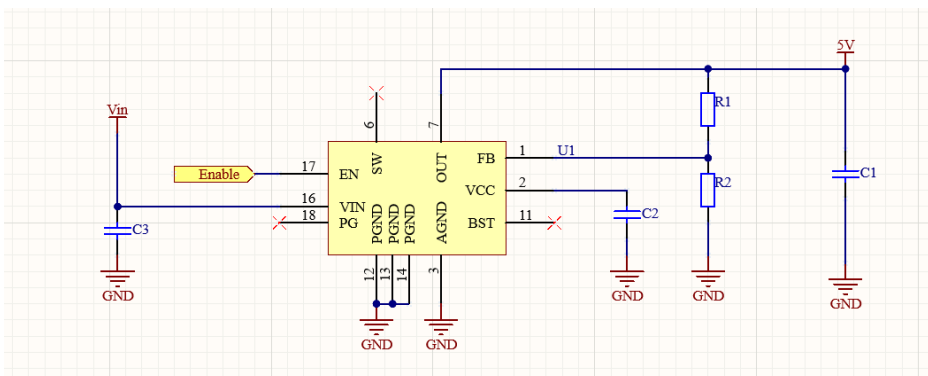 5V
R1
Vin
6
7
SW
OUT
FB
1
U1
Enable
17
EN
R2
C1
VCC
2
16
VIN
C2
18
PG
BST
11
C3
PGND
PGND
PGND
AGND
12
13
14
3
GND
GND
GND
GND
GND
GND